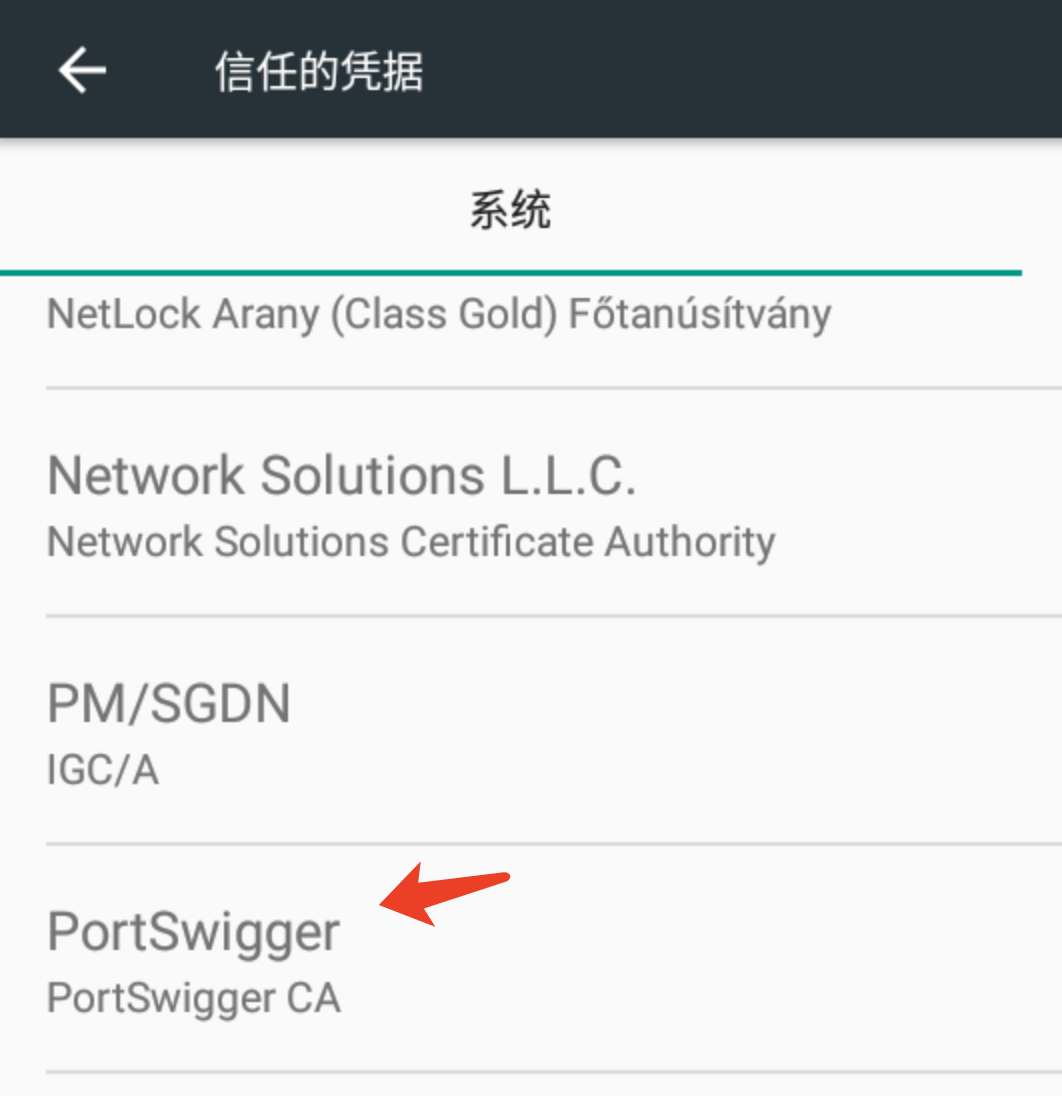 信任的凭据
系统
NetLock Arany (Class Gold) Főtanúsítvány
Network Solutions L.L.C.
Network Solutions Certificate Authority
PM/SGDN
IGC/A
PortSwigger
PortSwigger CA